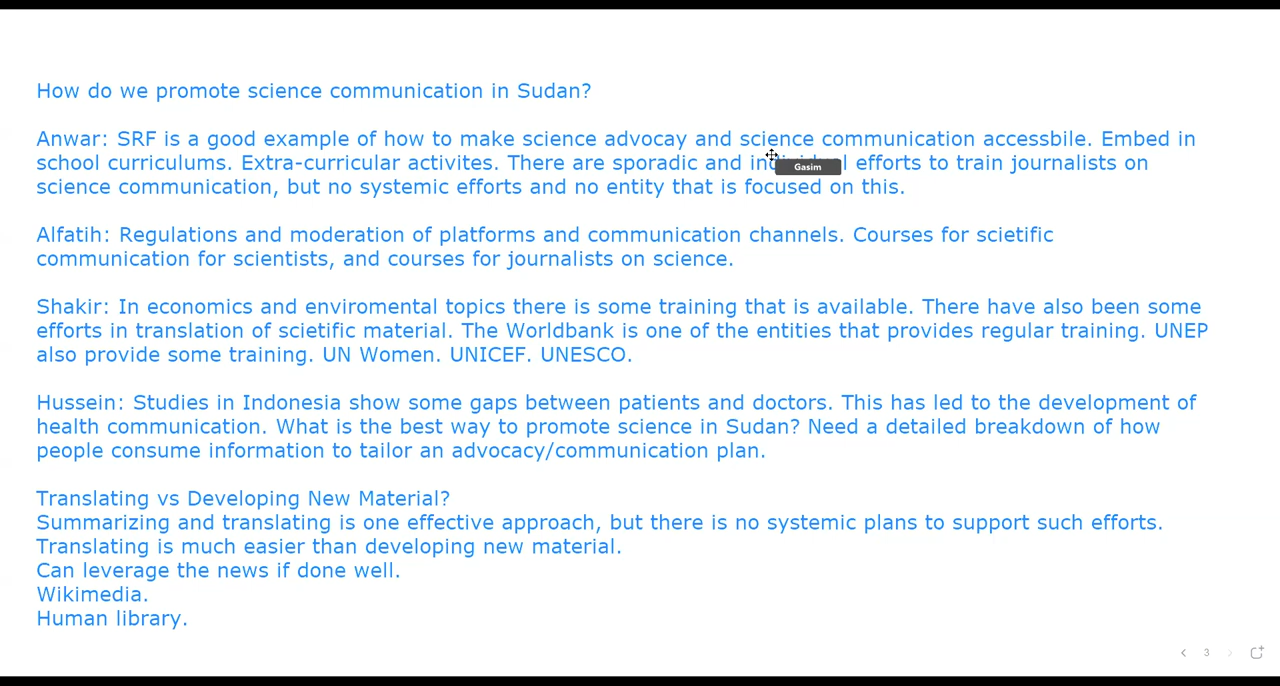 How do we promote science communication in Sudan?
Anwar: SRF is a good example of how to make science advocay and science communication accessbile. Embed in
school curriculums. Extra-curricular activites. There are sporadic and individual efforts to train journalists on
Gasim
science communication, but no systemic efforts and no entity that is focused on this.
Alfatih: Regulations and moderation of platforms and communication channels. Courses for scietific
communication for scientists, and courses for journalists on science.
Shakir: In economics and enviromental topics there is some training that is available. There have also been some
efforts in translation of scietific material. The Worldbank is one of the entities that provides regular training. UNEP
also provide some training. UN Women. UNICEF. UNESCO.
Hussein: Studies in Indonesia show some gaps between patients and doctors. This has led to the development of
health communication. What is the best way to promote science in Sudan? Need a detailed breakdown of how
people consume information to tailor an advocacy/communication plan.
Translating vs Developing New Material?
Summarizing and translating is one effective approach, but there is no systemic plans to support such efforts.
Translating is much easier than developing new material.
Can leverage the news if done well.
Wikimedia.
Human library.
3